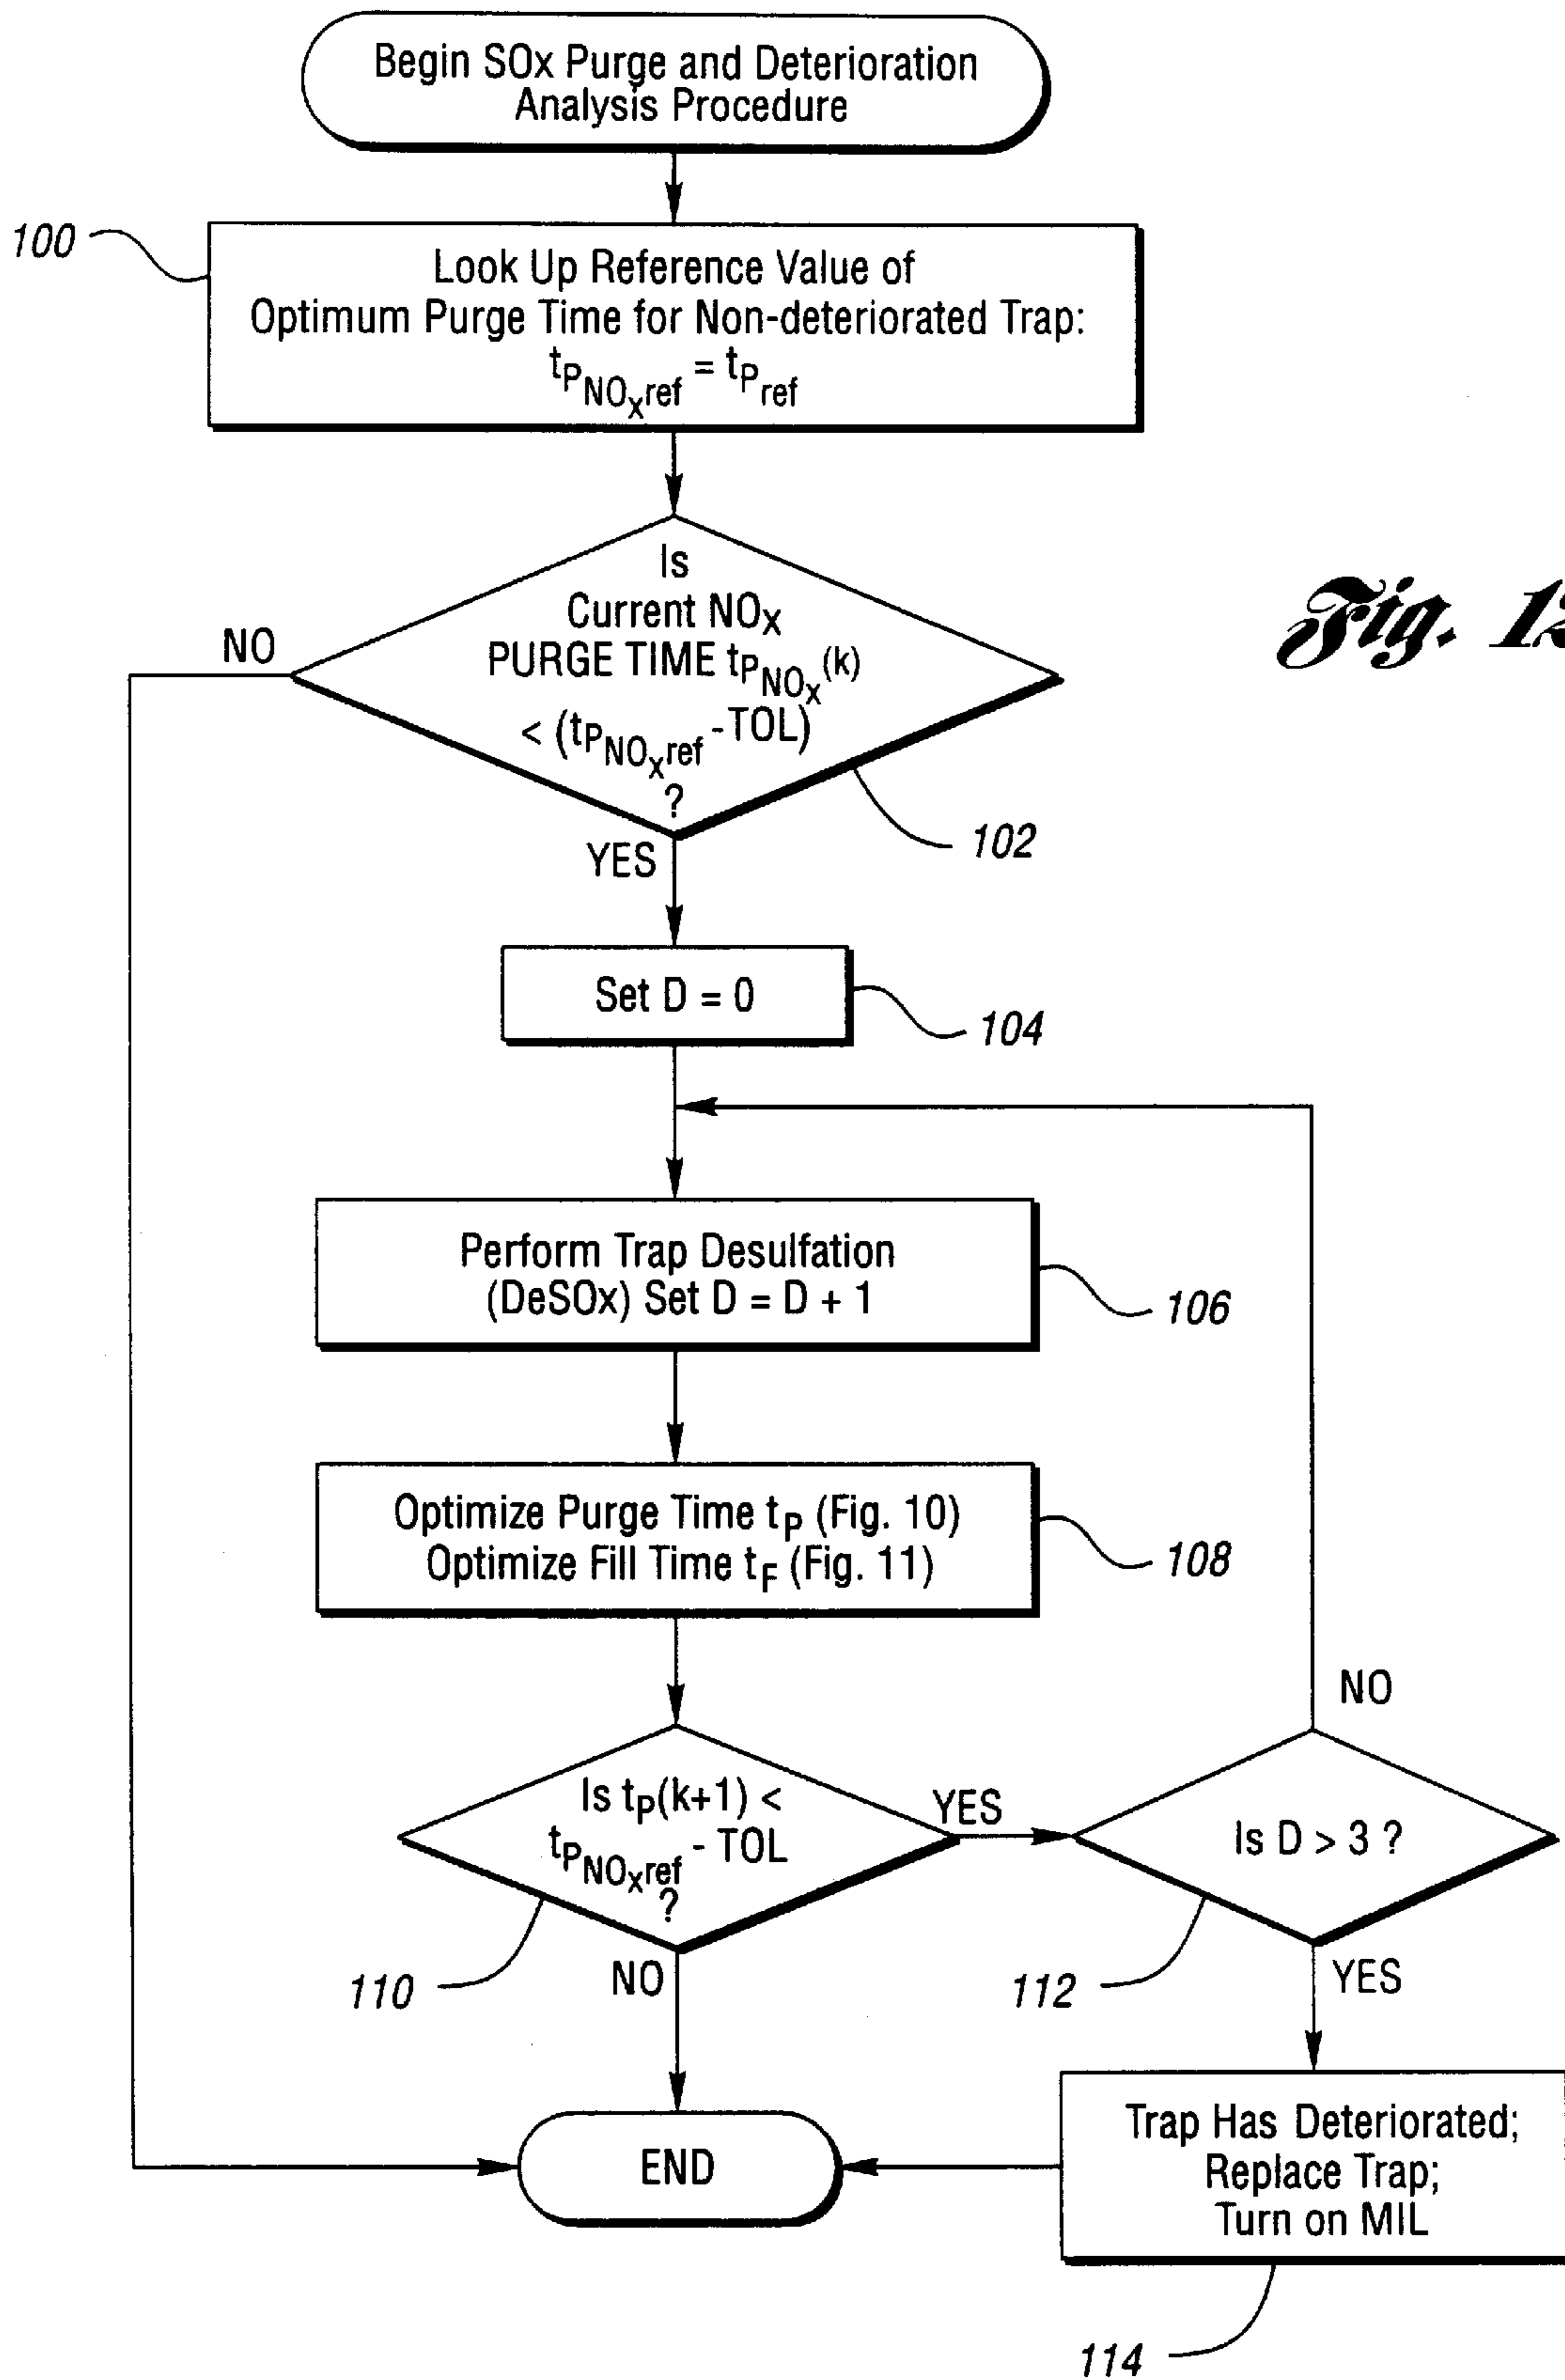 Begin SOx Purge and Deterioration
Analysis Procedure
100
Look Up Reference Value of
Optimum Purge Time for Non-deteriorated Trap:
tPNOxref = tPref
Is
Current NOx
PURGE TIME tPNOx(k)
< (tPNOxref -TOL)
?
NO
YES
102
Fig.
Set D = 0
104
Perform Trap Desulfation
(DeSOx) Set D = D + 1
106
Optimize Purge Time tP (Fig. 10)
Optimize Fill Time tF (Fig. 11)
108
Is tP(k+1) <
tPNOxref - TOL
?
YES
NO
110
Is D > 3 ?
NO
YES
112
Trap Has Deteriorated;
Replace Trap;
Turn on MIL
114
END